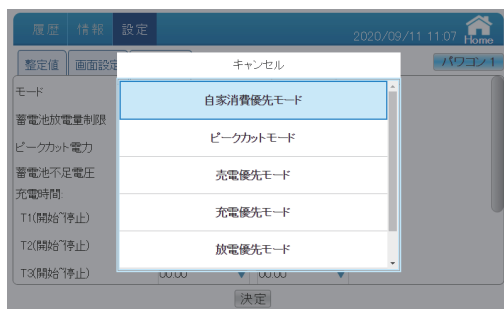 履歴 情報 設定 2020/09/11 11:07 Home
整定値 画面設定 パワコン1
キャンセル
モード
自家消費優先モード
蓄電池放電量制限
ピークカットモード
ピークカット電力
蓄電池不足電圧
売電優先モード
充電時間:
充電優先モード
T1(開始~停止)
T2(開始~停止)
放電優先モード
T3(開始~停止) 00:00 00:00
決定